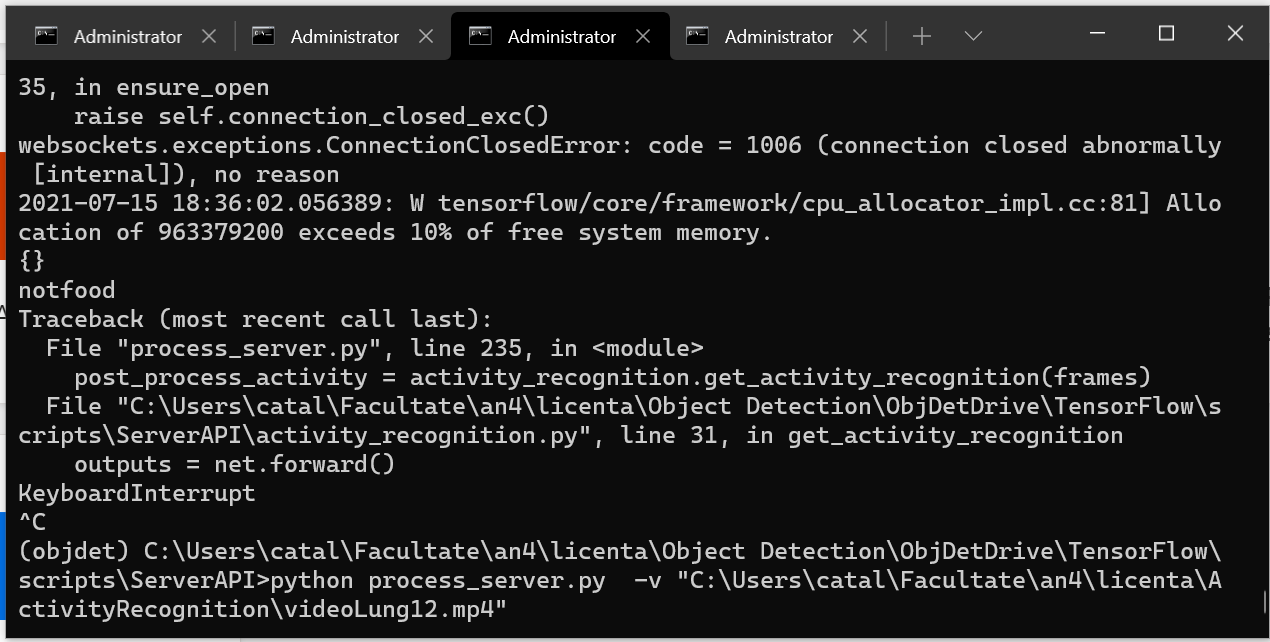 Administrator
Administrator
Administrator
Administrator
35, in ensure_open
raise self.connection_closed_exc()
websockets.exceptions.ConnectionClosedError: code = 1006 (connection closed abnormally
[internal]), no reason
2021-07-15 18:36:02.056389: W tensorflow/core/framework/cpu_allocator_impl.cc:81] Allo
cation of 963379200 exceeds 10% of free system memory.
{}
notfood
Traceback (most recent call last):
File "process_server.py", line 235, in <module>
post_process_activity = activity_recognition.get_activity_recognition(frames)
File "C:\Users\catal\Facultate\an4\licenta\Object Detection\ObjDetDrive\TensorFlow\s
cripts\ServerAPI\activity_recognition.py", line 31, in get_activity_recognition
outputs = net.forward()
KeyboardInterrupt
^C
(objdet) C:\Users\catal\Facultate\an4\licenta\Object Detection\ObjDetDrive\TensorFlow\
scripts\ServerAPI>python process_server.py  -v "C:\Users\catal\Facultate\an4\licenta\A
ctivityRecognition\videoLung12.mp4"